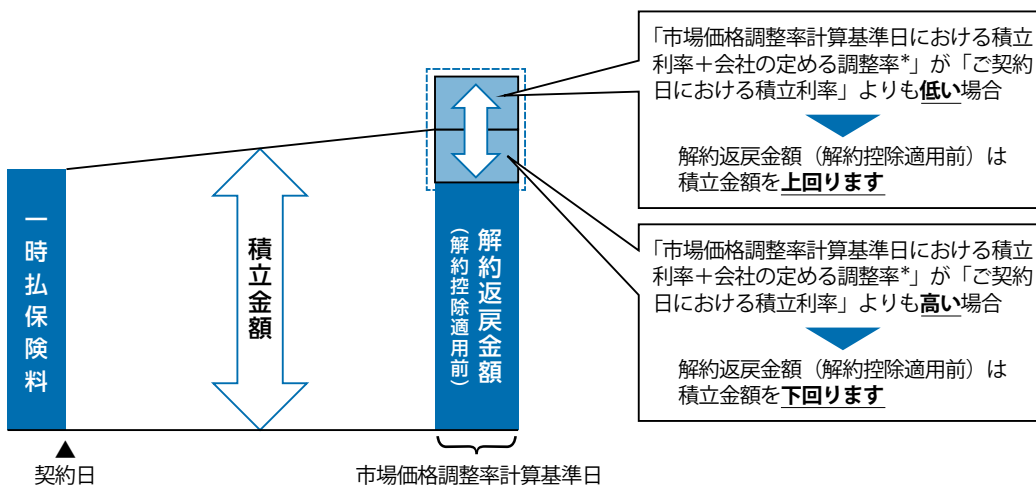 「市場価格調整率計算基準日における積立
利率＋会社の定める調整率*」が「ご契約
日における積立利率」よりも低い場合
解約返戻金額（解約控除適用前）は
積立金額を上回ります
「市場価格調整率計算基準日における積立
利率＋会社の定める調整率*」が「ご契約
日における積立利率」よりも高い場合
解約返戻金額（解約控除適用前）は
積立金額を下回ります
一時払保険料
積立金額
解約返戻金額
（解約控除適用前）
▲
契約日
市場価格調整率計算基準日